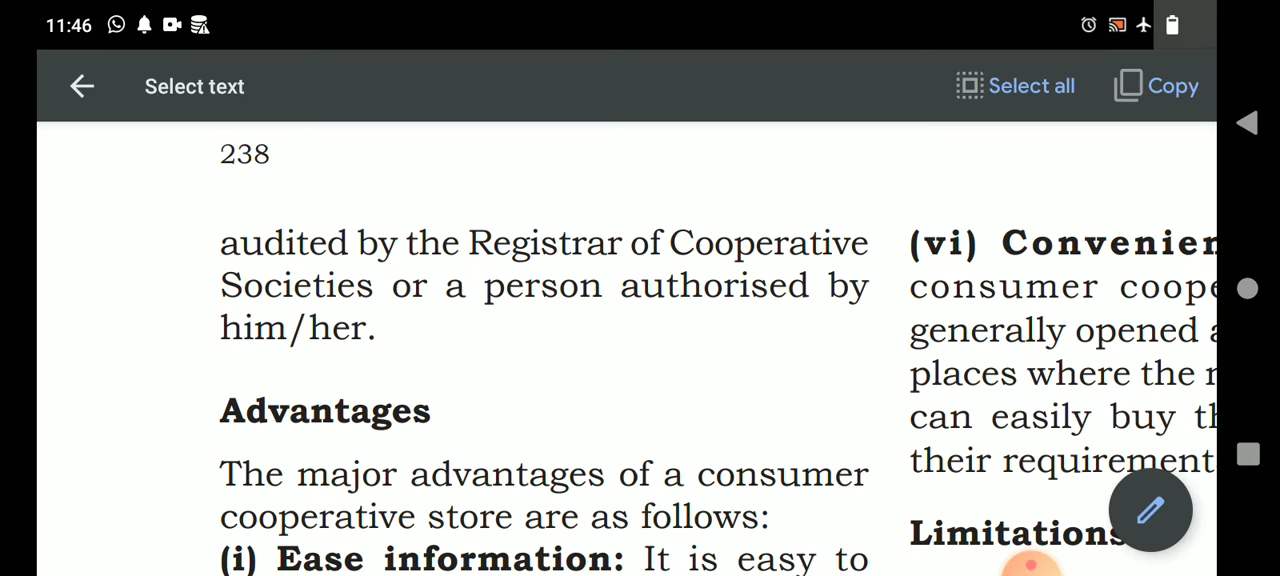 11:46
Select text
Select all
Copy
238
audited by the Registrar of Cooperative
Societies or a person authorised by
him/her.
Advantages
The major advantages of a consumer
cooperative store are as follows:
(i) Ease information: It is easy to
(vi) Convenien
consumer coope
generally opened a
places where the r
can easily buy th
their requirement
Limitations